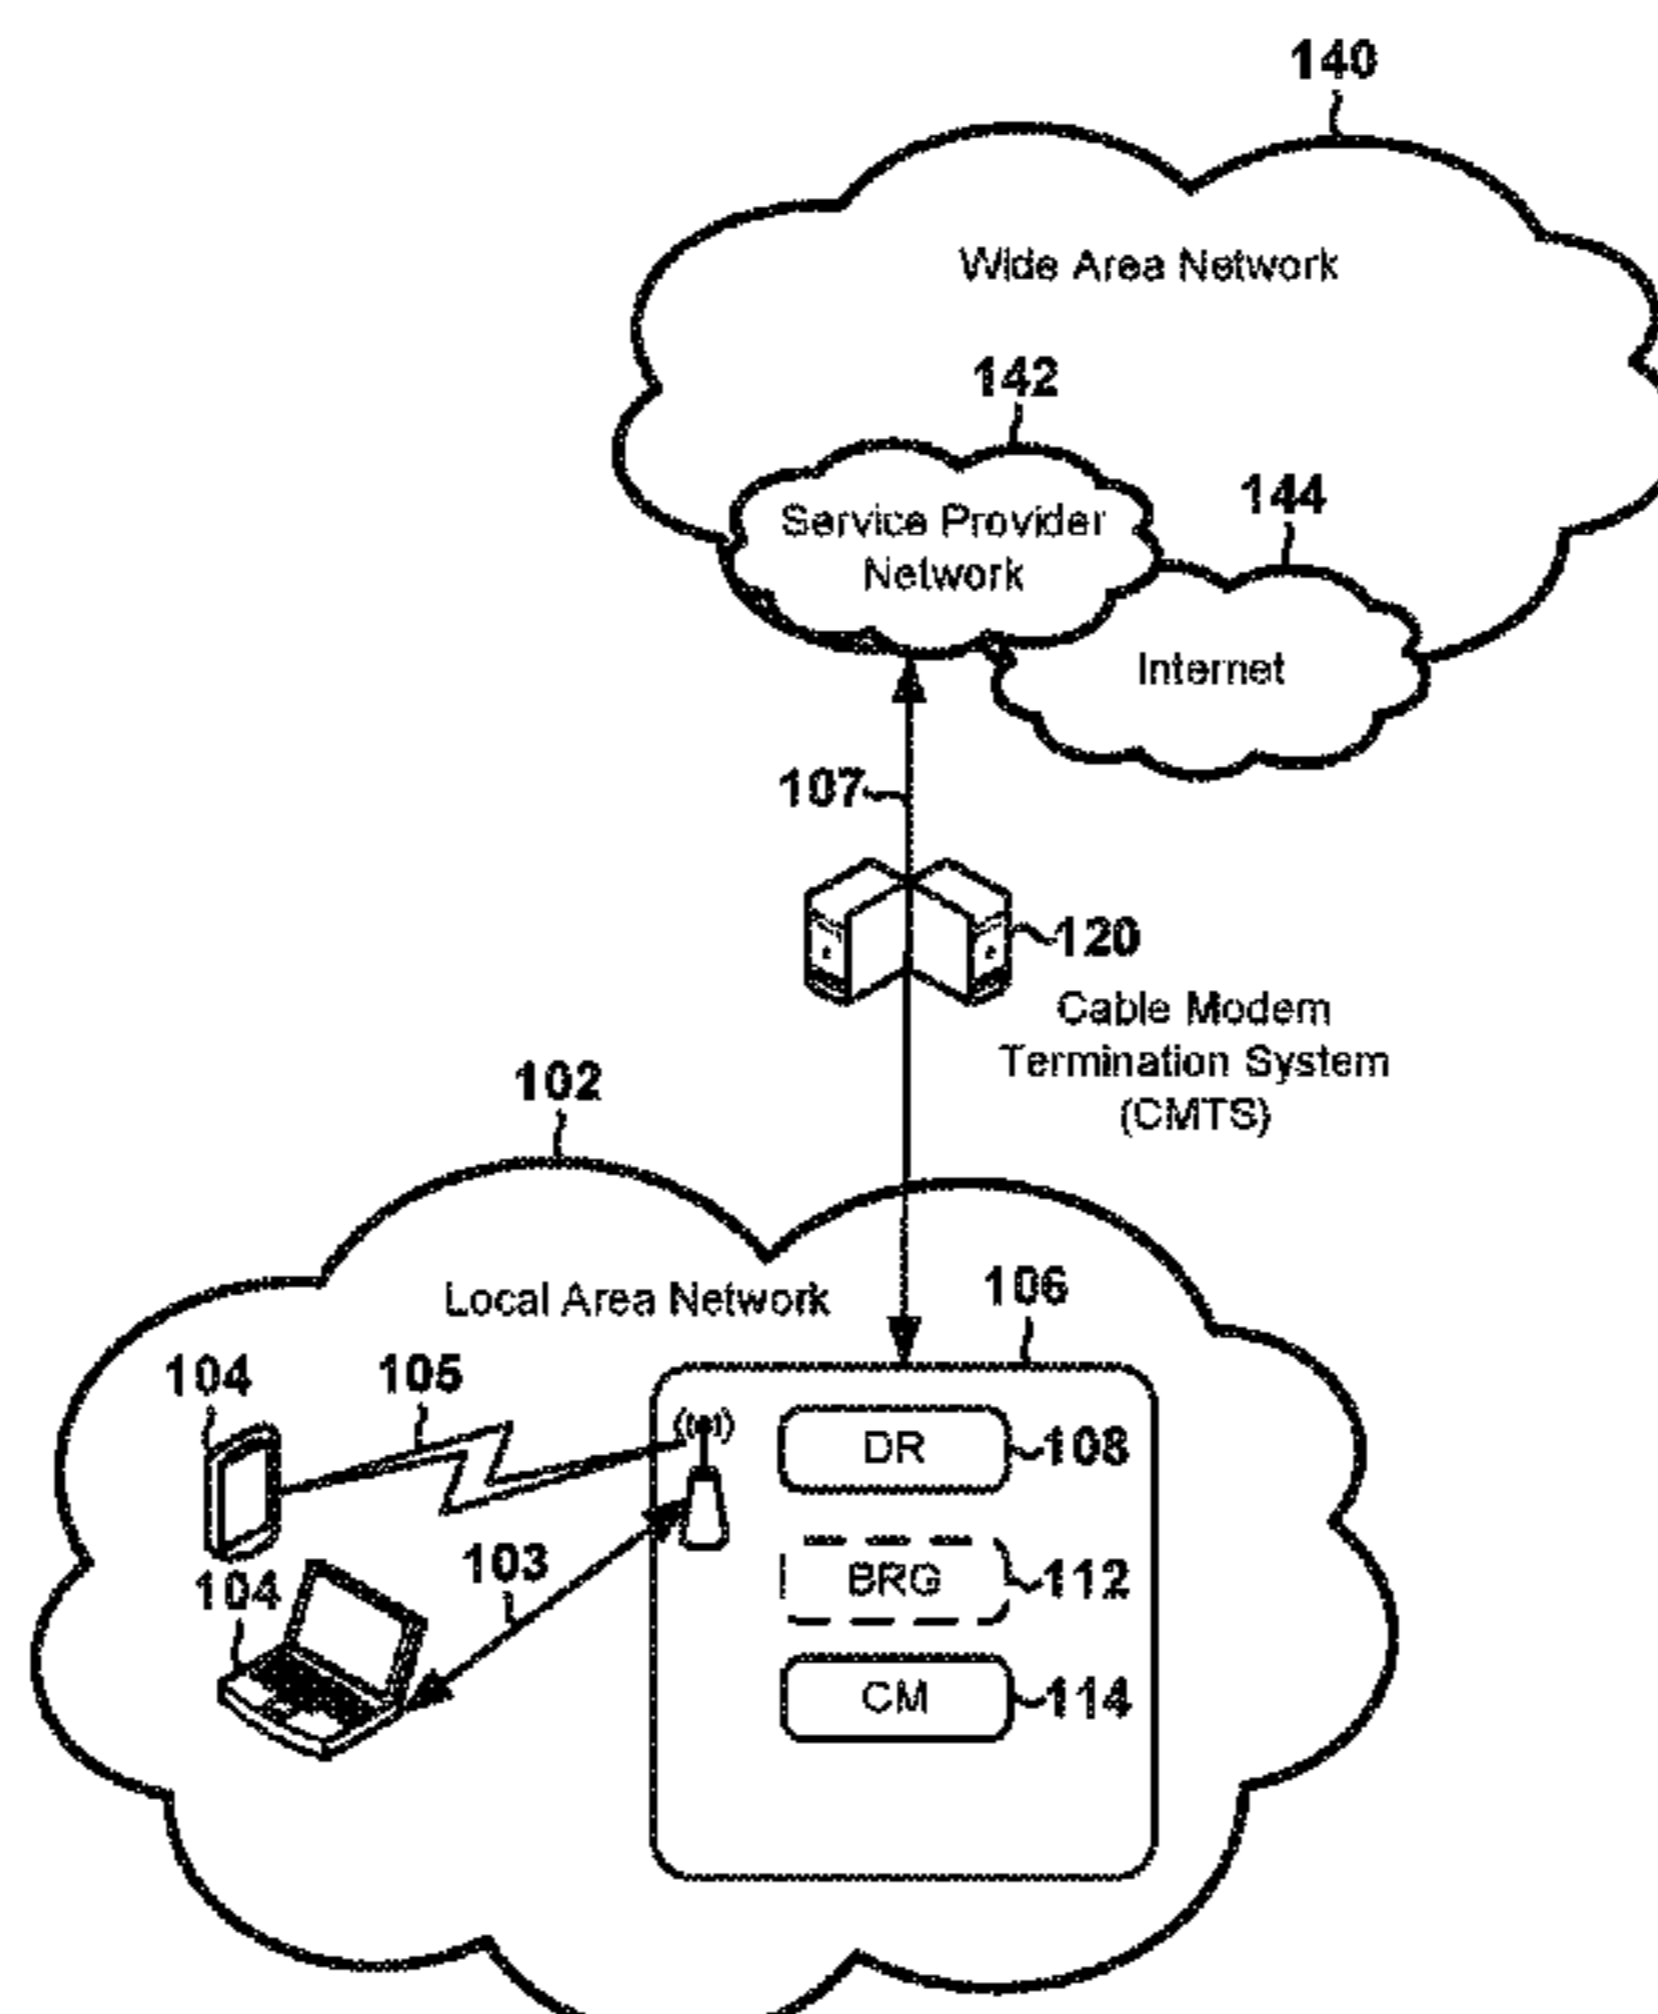 140
Wide Area Network
142
144
Service Provider
Network
Internet
107
120
Cable Modem
Termination System
(CMTS)
102
Local Area Network
106
104
105
DR
108
103
104
BRG
112
CM
114